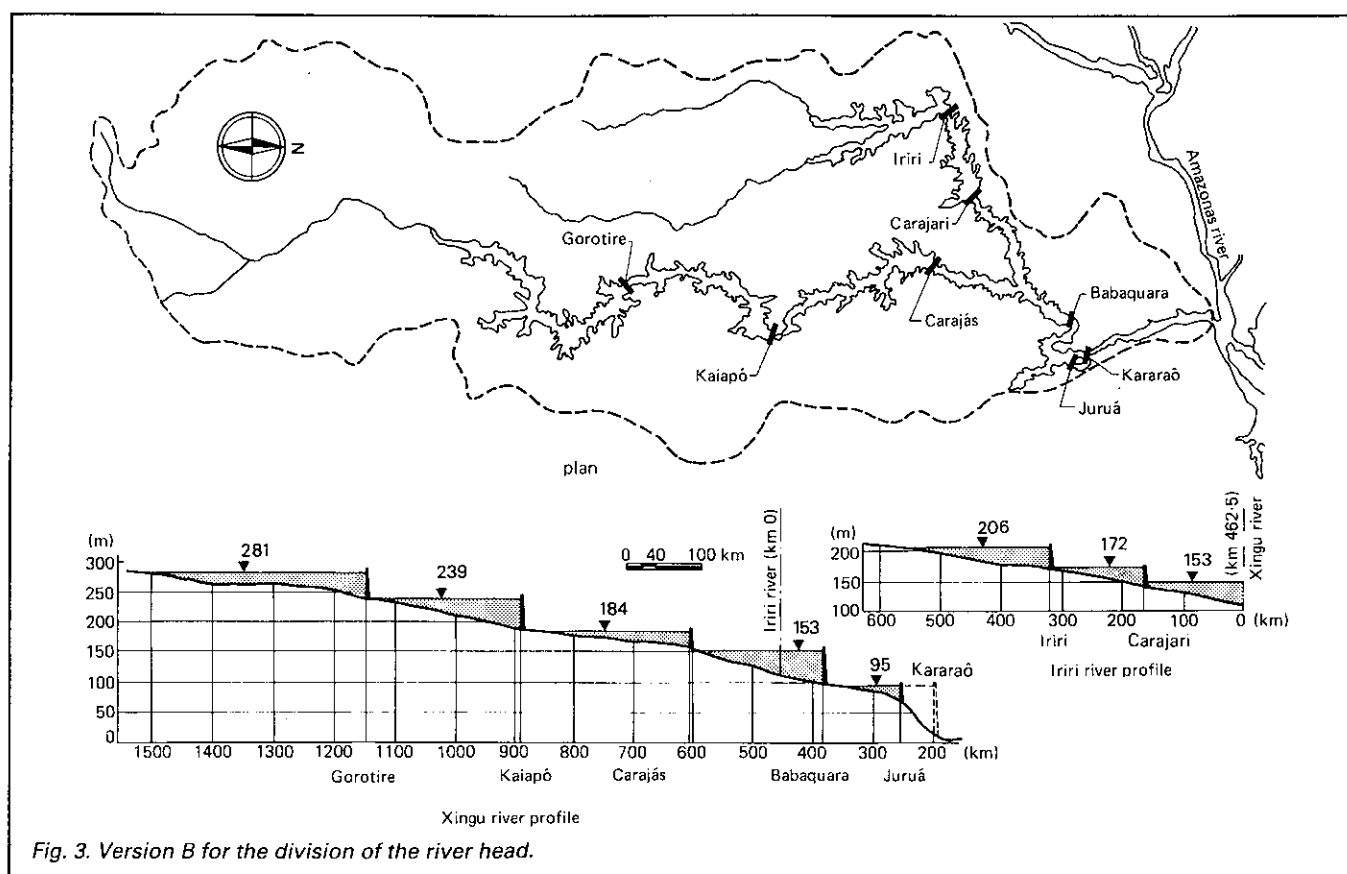 N
Iriri
Carajari
Gorotire
Amazonas river
Babaquara
Carajás
Kaiapô
Kararaô
Juruá
plan
(m)
300
250
200
150
100
50
0
281
239
184
153
95
Kararaô
0 40 100 km
Iriri river (km 0)
1500 1400 1300 1200 1100 1000 900 800 700 600 500 400 300 200 (km)
Gorotire Kaiapô Carajás Babaquara Juruá
Xingu river profile
(m)
200
150
100
206
172
153
(km 462·5)
Xingu river
600 500 400 300 200 100 0 (km)
Iriri Carajari
Iriri river profile
Fig. 3. Version B for the division of the river head.